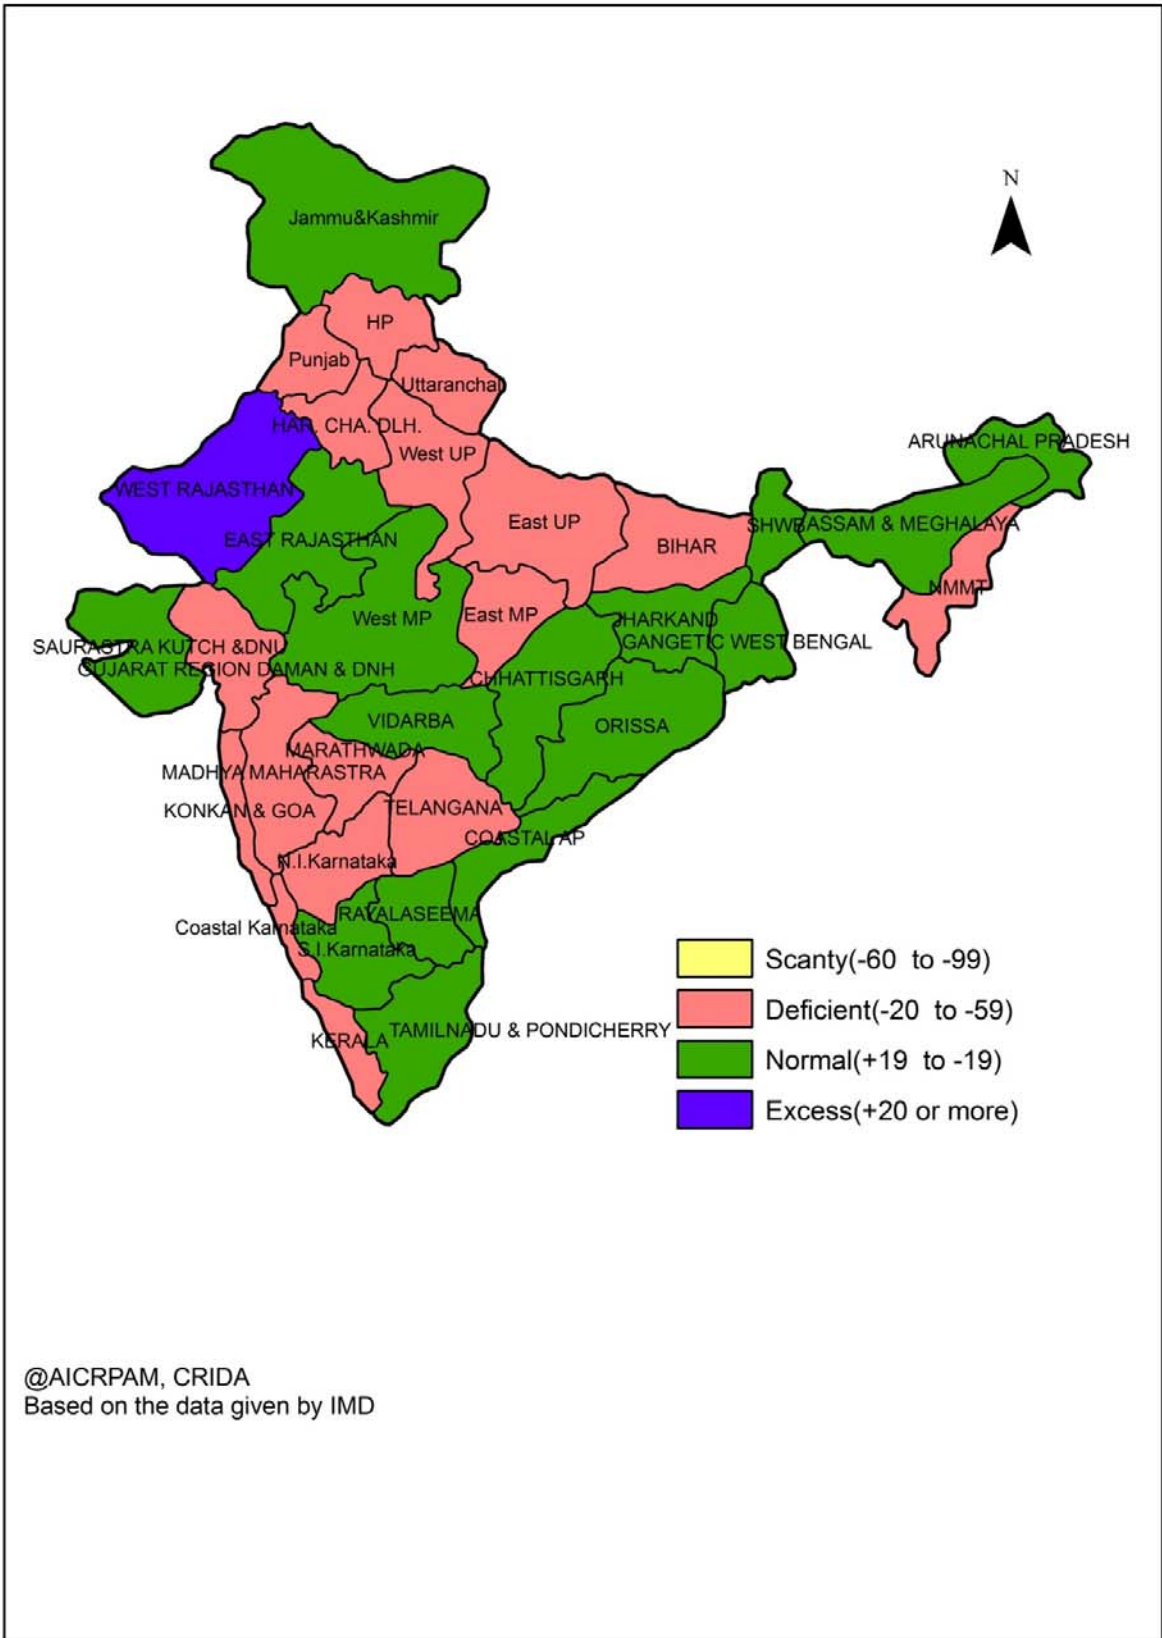 N
Jammu&Kashmir
HP
Punjab
Uttaranchal
HAR. CHA. DLH.
West UP
ARUNACHAL PRADESH
WEST RAJASTHAN
East UP
SHWB
ASSAM & MEGHALAYA
EAST RAJASTHAN
BIHAR
NMMT
West MP
East MP
JHARKAND
GANGETIC WEST BENGAL
SAURASTRA KUTCH &DNU
GUJARAT REGION DAMAN & DNH
CHHATTISGARH
VIDARBA
ORISSA
MARATHWADA
MADHYA MAHARASTRA
KONKAN & GOA
TELANGANA
COASTAL AP
N.I.Karnataka
RAYALASEEMA
Coastal Karnataka
S.I.Karnataka
TAMILNADU & PONDICHERRY
KERALA
Scanty(-60 to -99)
Deficient(-20 to -59)
Normal(+19 to -19)
Excess(+20 or more)
@AICRPAM, CRIDA
Based on the data given by IMD